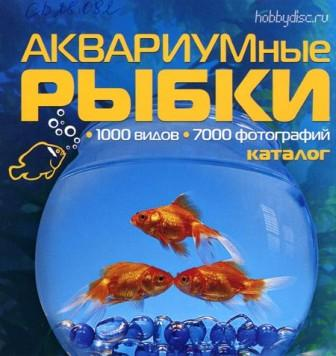 hobbydisc.ru
АКВАРИУМные
РЫБКИ
• 1000 видов • 7000 фотографий
каталог